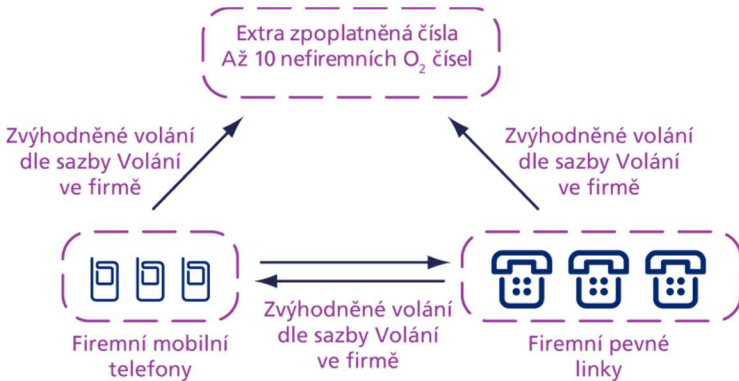 Extra zpoplatněná čísla
Až 10 nefiremních O₂ čísel
Zvýhodněné volání
dle sazby Volání
ve firmě
Zvýhodněné volání
dle sazby Volání
ve firmě
Zvýhodněné volání
dle sazby Volání
ve firmě
Firemní mobilní
telefony
Firemní pevné
linky